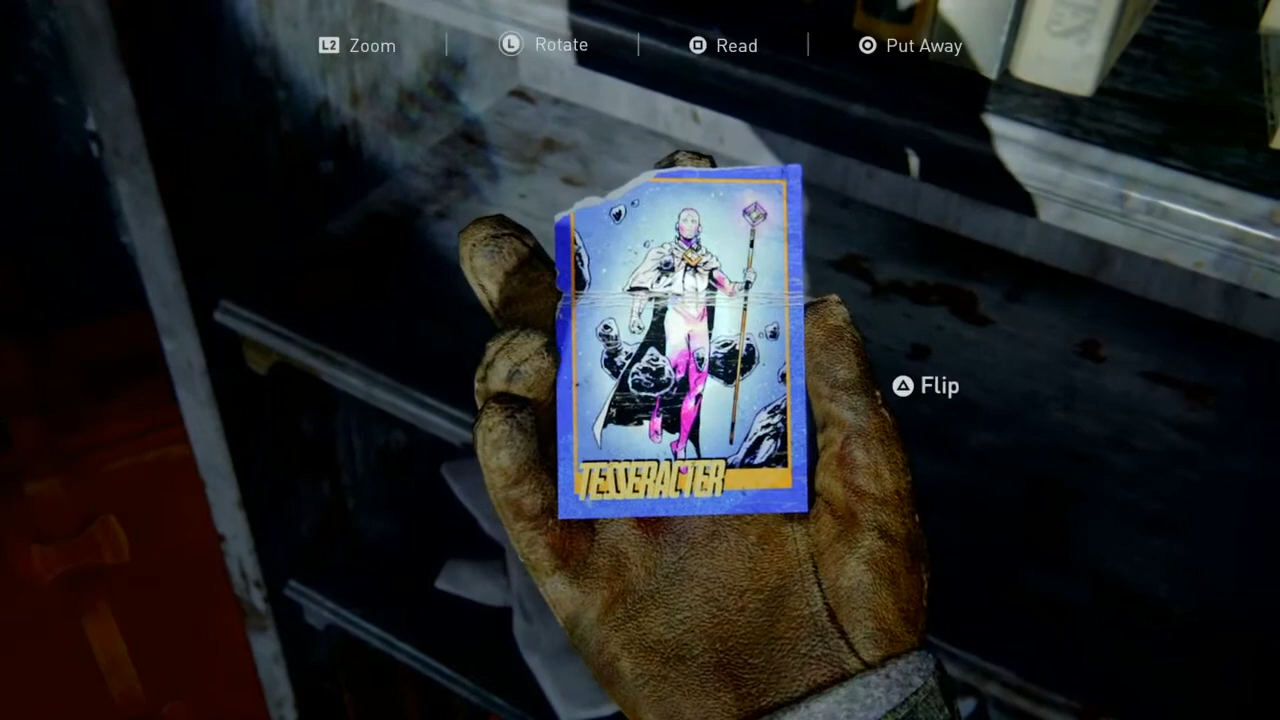 L2 Zoom
L Rotate
Read
Put Away
Flip
TESSERACTER